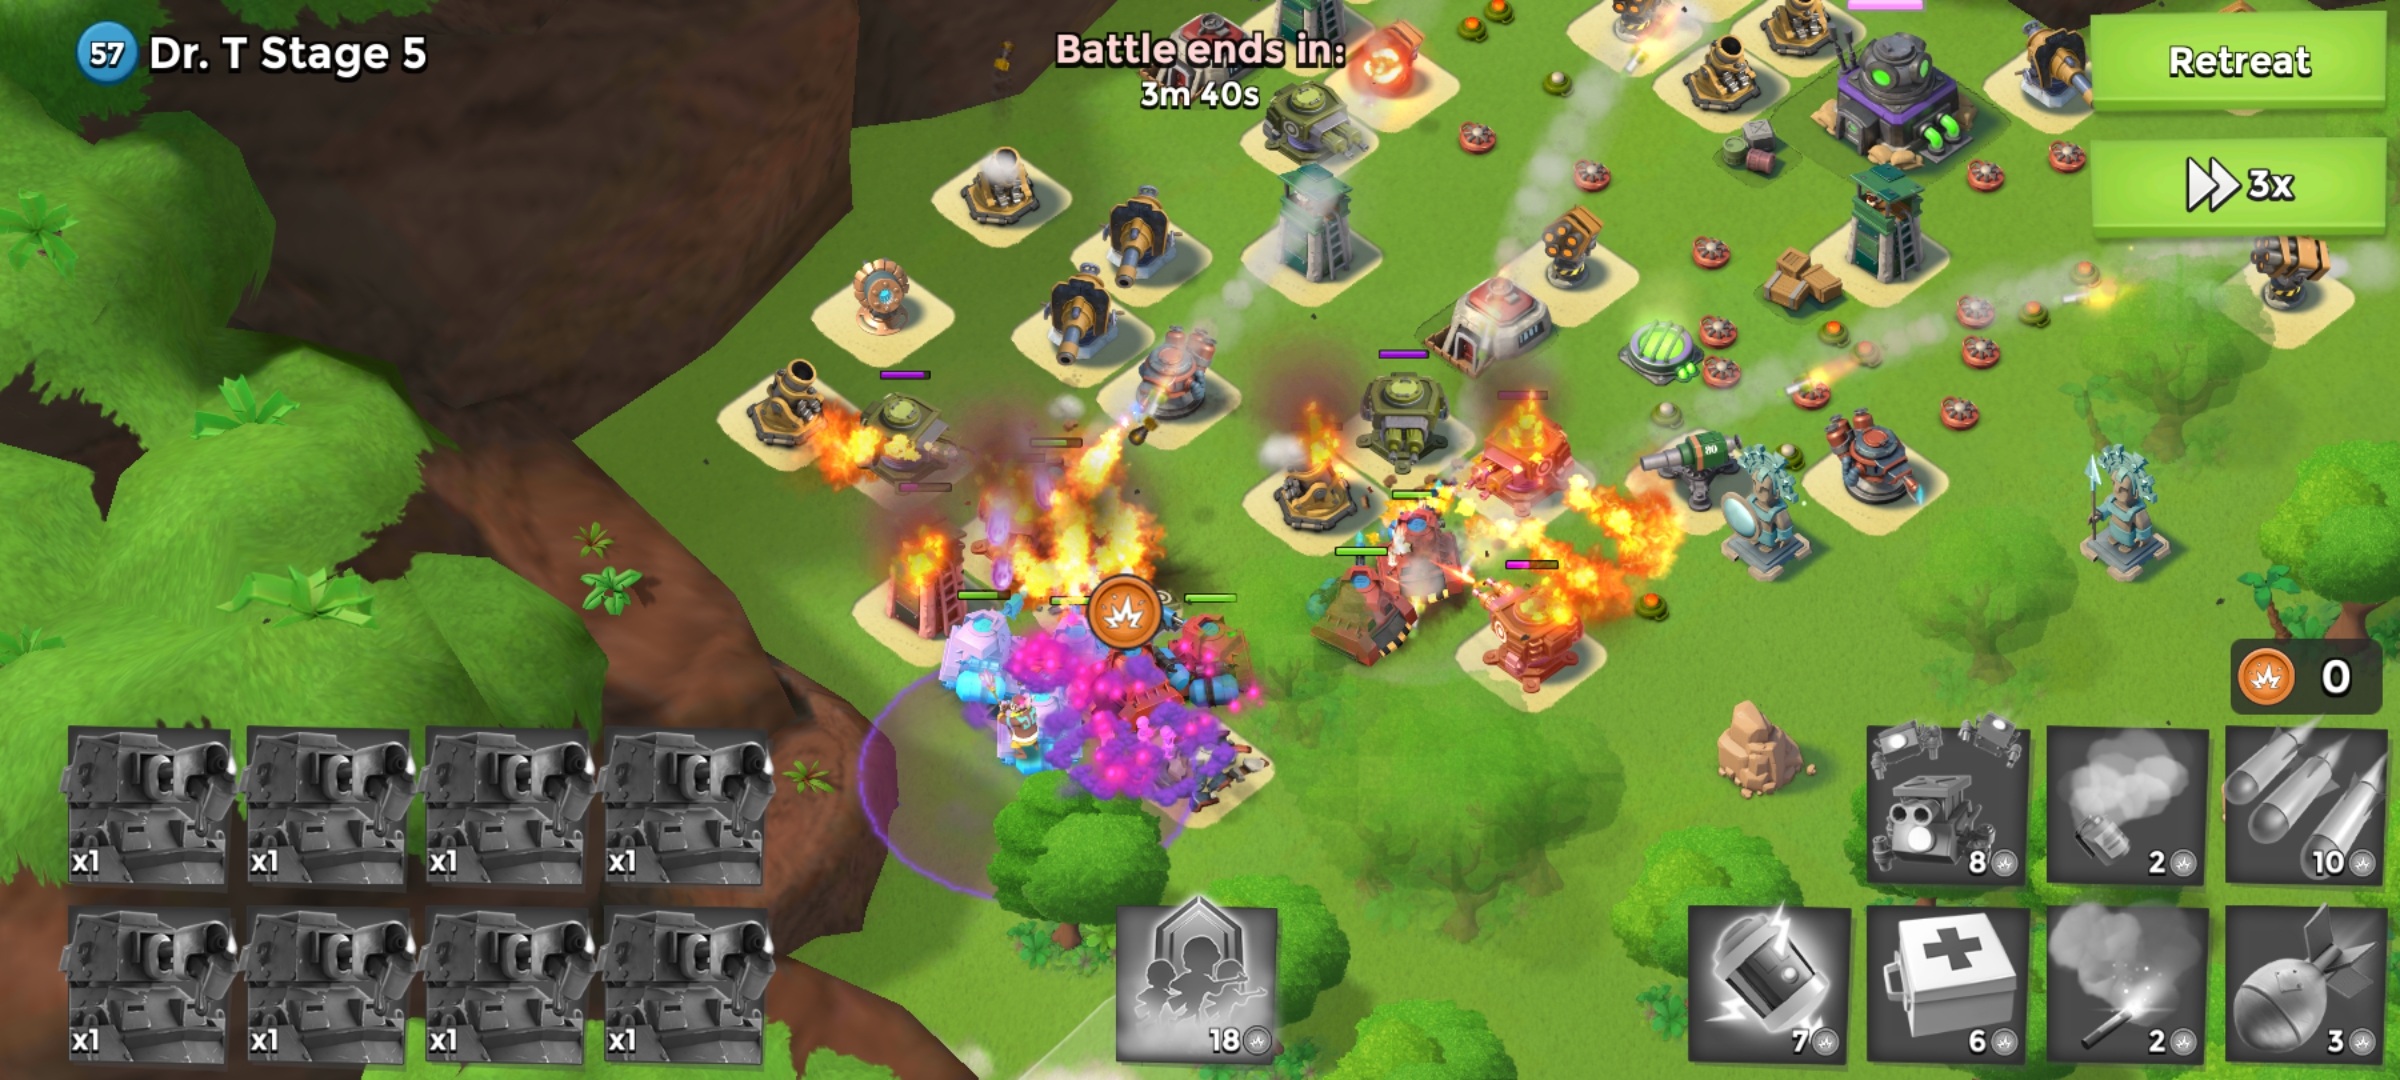 57 Dr. T Stage 5
Battle ends in:
3m 40s
Retreat
3x
0
x1 x1 x1 x1
8 2 10
x1 x1 x1 x1
18
7 6 2 3